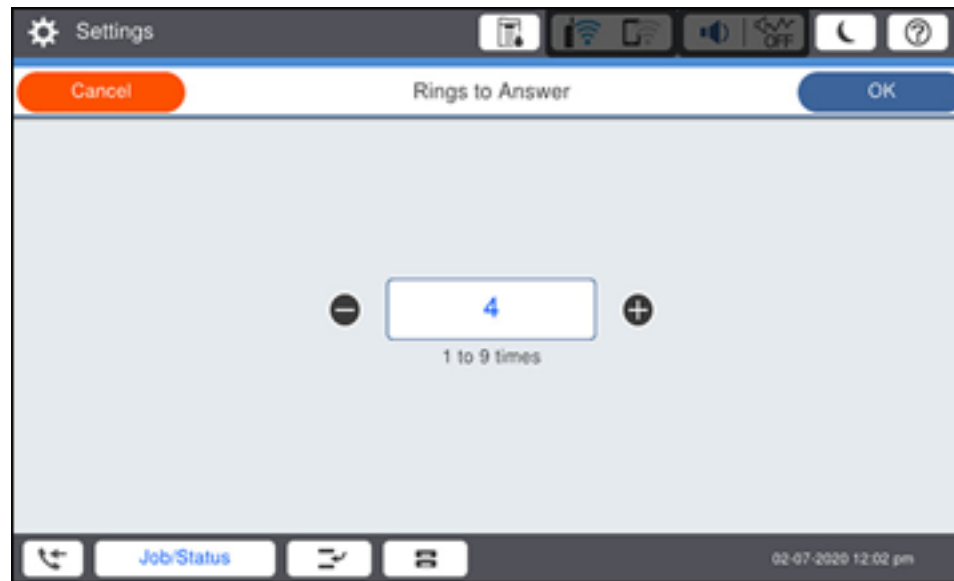 Settings
OFF
Cancel
Rings to Answer
OK
4
1 to 9 times
Job/Status
02-07-2020 12:02 pm